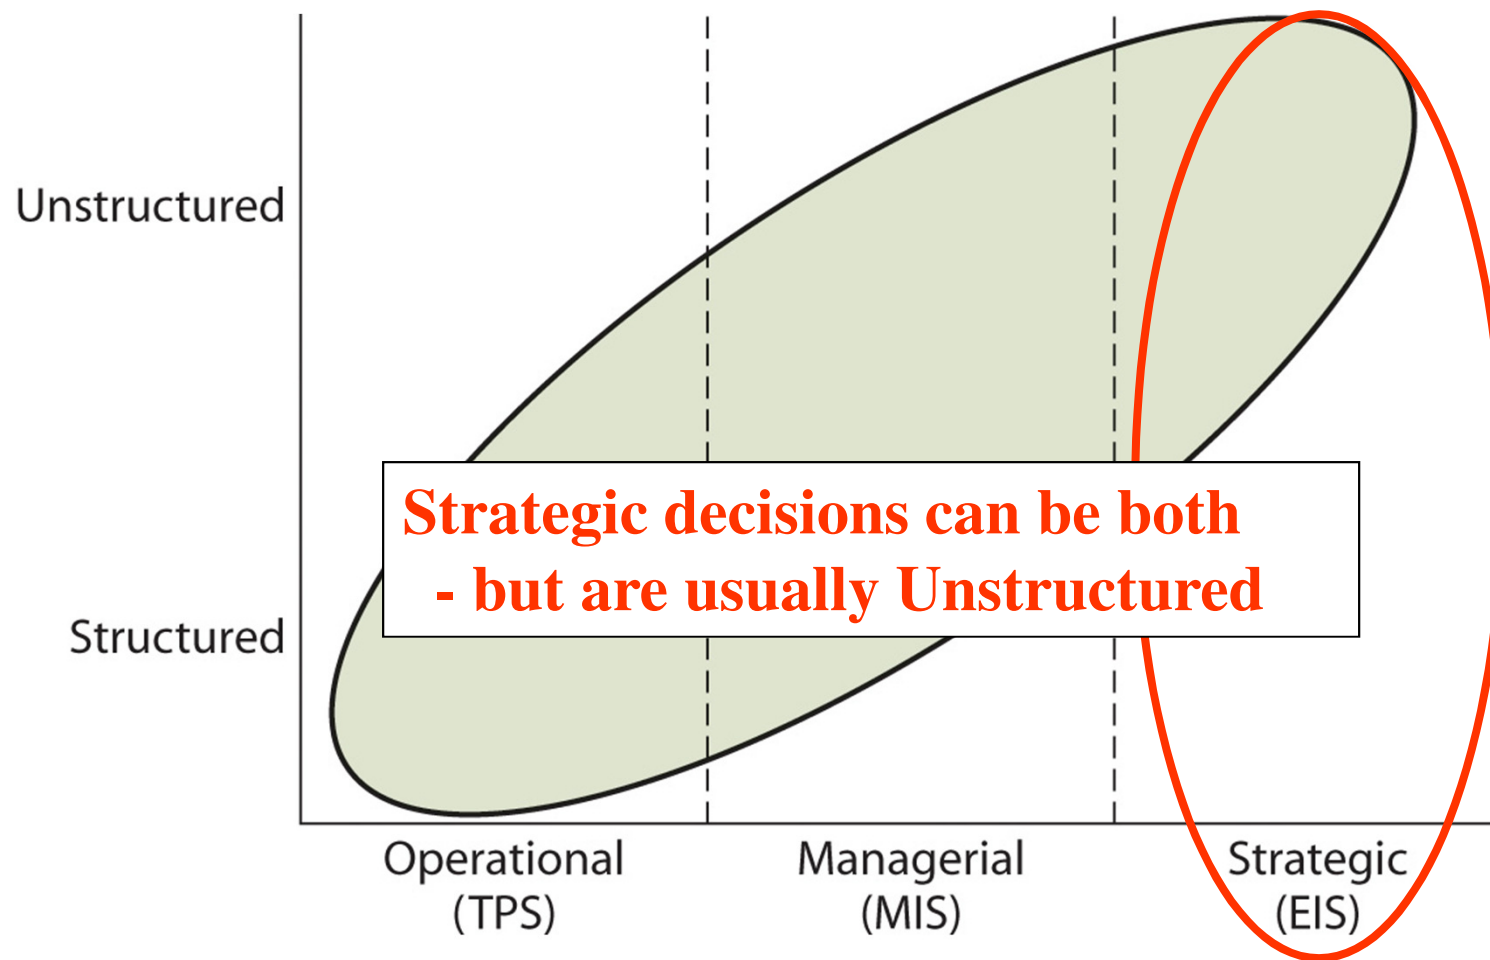 Unstructured
Strategic decisions can be both
- but are usually Unstructured
Structured
Operational
(TPS)
Managerial
(MIS)
Strategic
(EIS)